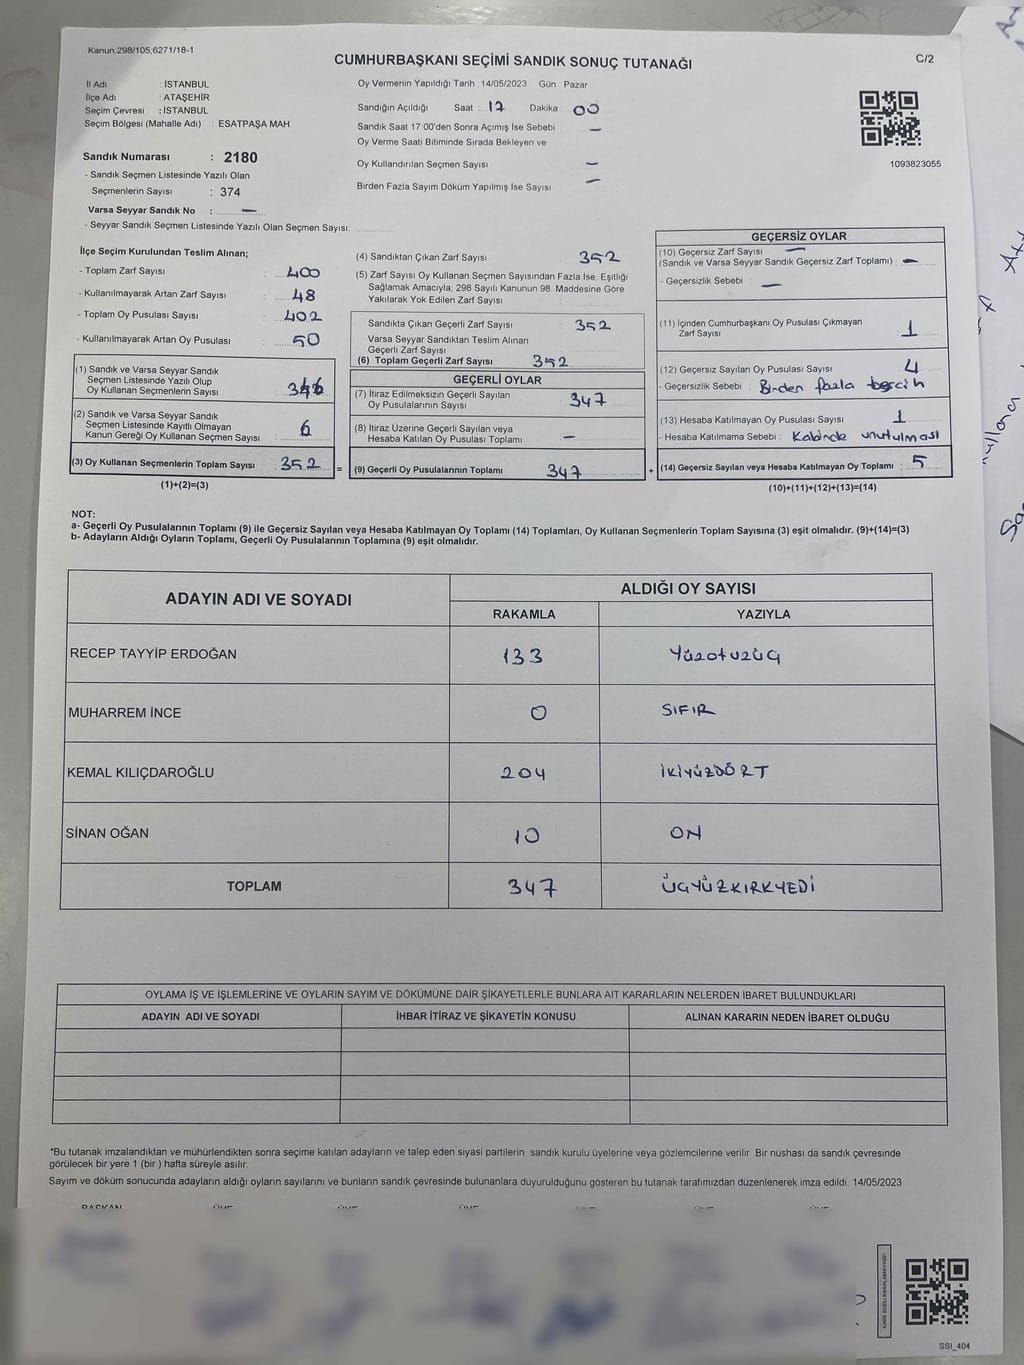 Kanun 298/105,6271/18-1
CUMHURBAŞKANI SEÇİMİ SANDIK SONUÇ TUTANAĞI
C/2
İl Adı : İSTANBUL
İlçe Adı : ATAŞEHİR
Seçim Çevresi : İSTANBUL
Seçim Bölgesi (Mahalle Adı) : ESATPAŞA MAH.
Sandık Numarası : 2180
- Sandık Seçmen Listesinde Yazılı Olan
Seçmenlerin Sayısı : 374
Varsa Seyyar Sandık No : —
- Seyyar Sandık Seçmen Listesinde Yazılı Olan Seçmen Sayısı:
Oy Vermenin Yapıldığı Tarih 14/05/2023 Gün Pazar
Sandığın Açıldığı Saat : 17 Dakika 00
Sandık Saat 17:00'den Sonra Açımış İse Sebebi —
Oy Verme Saati Bitiminde Sırada Bekleyen ve
Oy Kullandırılan Seçmen Sayısı —
Birden Fazla Sayım Döküm Yapılmış İse Sayısı —
1093823055
İlçe Seçim Kurulundan Teslim Alınan;
- Toplam Zarf Sayısı : 400
- Kullanılmayarak Artan Zarf Sayısı : 48
- Toplam Oy Pusulası Sayısı : 402
- Kullanılmayarak Artan Oy Pusulası : 50
(1) Sandık ve Varsa Seyyar Sandık
Seçmen Listesinde Yazılı Olup
Oy Kullanan Seçmenlerin Sayısı : 346
(2) Sandık ve Varsa Seyyar Sandık
Seçmen Listesinde Kayıtlı Olmayan
Kanun Gereği Oy Kullanan Seçmen Sayısı : 6
(3) Oy Kullanan Seçmenlerin Toplam Sayısı : 352 =
(1)+(2)=(3)
(4) Sandıktan Çıkan Zarf Sayısı 352
(5) Zarf Sayısı Oy Kullanan Seçmen Sayısından Fazla İse, Eşitliği
Sağlamak Amacıyla; 298 Sayılı Kanunun 98. Maddesine Göre
Yakılarak Yok Edilen Zarf Sayısı
Sandıkta Çıkan Geçerli Zarf Sayısı 352
Varsa Seyyar Sandıktan Teslim Alınan
Geçerli Zarf Sayısı
(6) Toplam Geçerli Zarf Sayısı 352
GEÇERLİ OYLAR
(7) İtiraz Edilmeksizin Geçerli Sayılan
Oy Pusulalarının Sayısı 347
(8) İtiraz Üzerine Geçerli Sayılan veya
Hesaba Katılan Oy Pusulası Toplamı —
(9) Geçerli Oy Pusulalarının Toplamı 347 +
GEÇERSİZ OYLAR
(10) Geçersiz Zarf Sayısı —
(Sandık ve Varsa Seyyar Sandık Geçersiz Zarf Toplamı) : —
- Geçersizlik Sebebi : —
(11) İçinden Cumhurbaşkanı Oy Pusulası Çıkmayan
Zarf Sayısı 1
(12) Geçersiz Sayılan Oy Pusulası Sayısı 4
- Geçersizlik Sebebi : Birden fazla tercih
(13) Hesaba Katılmayan Oy Pusulası Sayısı 1
- Hesaba Katılmama Sebebi : Kabinde unutulması
(14) Geçersiz Sayılan veya Hesaba Katılmayan Oy Toplamı : 5
(10)+(11)+(12)+(13)=(14)
NOT:
a- Geçerli Oy Pusulalarının Toplamı (9) ile Geçersiz Sayılan veya Hesaba Katılmayan Oy Toplamı (14) Toplamları, Oy Kullanan Seçmenlerin Toplam Sayısına (3) eşit olmalıdır. (9)+(14)=(3)
b- Adayların Aldığı Oyların Toplamı, Geçerli Oy Pusulalarının Toplamına (9) eşit olmalıdır.
ADAYIN ADI VE SOYADI ALDIĞI OY SAYISI
RAKAMLA YAZIYLA
RECEP TAYYİP ERDOĞAN 133 Yüzotuzüç
MUHARREM İNCE 0 SIFIR
KEMAL KILIÇDAROĞLU 204 İKİYÜZDÖRT
SİNAN OĞAN 10 ON
TOPLAM 347 ÜÇYÜZKIRKYEDİ
OYLAMA İŞ VE İŞLEMLERİNE VE OYLARIN SAYIM VE DÖKÜMÜNE DAİR ŞİKAYETLERLE BUNLARA AİT KARARLARIN NELERDEN İBARET BULUNDUKLARI
ADAYIN ADI VE SOYADI İHBAR İTİRAZ VE ŞİKAYETİN KONUSU ALINAN KARARIN NEDEN İBARET OLDUĞU
*Bu tutanak imzalandıktan ve mühürlendikten sonra seçime katılan adayların ve talep eden siyasi partilerin sandık kurulu üyelerine veya gözlemcilerine verilir. Bir nüshası da sandık çevresinde
görülecek bir yere 1 (bir ) hafta süreyle asılır.
Sayım ve döküm sonucunda adayların aldığı oyların sayılarını ve bunların sandık çevresinde bulunanlara duyurulduğunu gösteren bu tutanak tarafımızdan düzenlenerek imza edildi. 14/05/2023
BAŞKAN ÜYE ÜYE ÜYE ÜYE ÜYE ÜYE
SSI_404